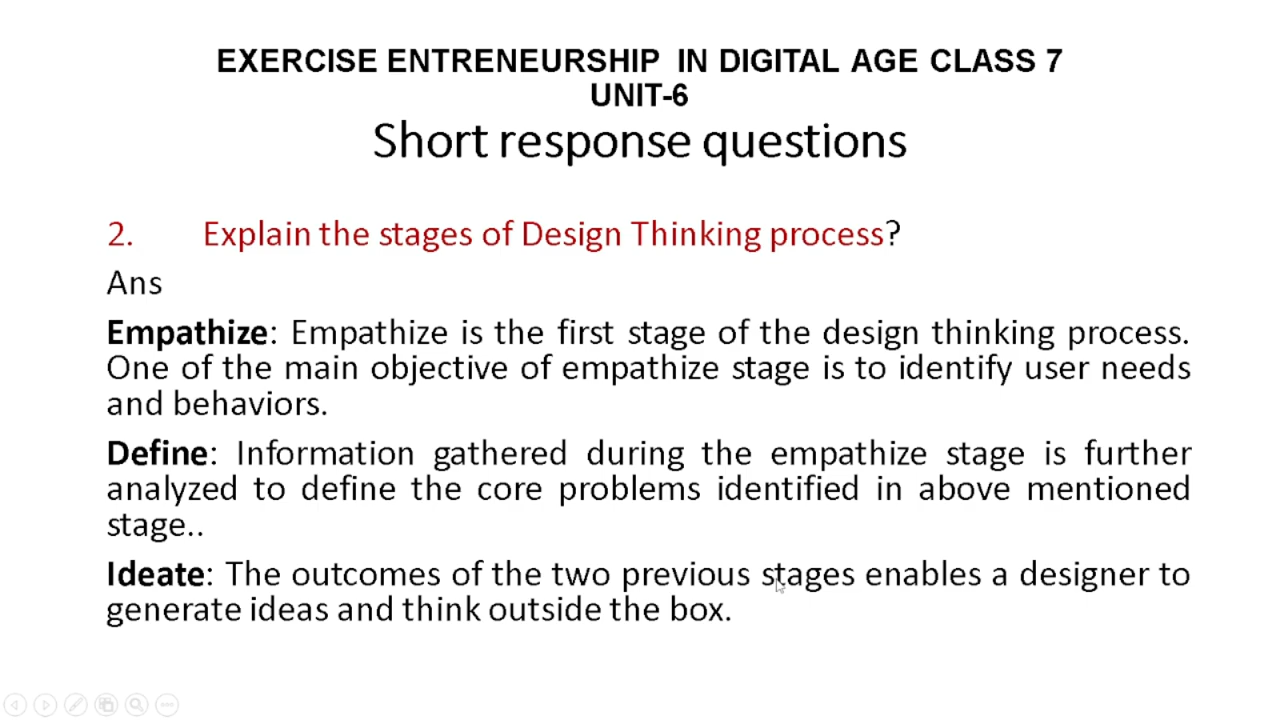 EXERCISE ENTRENEURSHIP IN DIGITAL AGE CLASS 7
UNIT-6
Short response questions
2. Explain the stages of Design Thinking process?
Ans
Empathize: Empathize is the first stage of the design thinking process.
One of the main objective of empathize stage is to identify user needs
and behaviors.
Define: Information gathered during the empathize stage is further
analyzed to define the core problems identified in above mentioned
stage..
Ideate: The outcomes of the two previous stages enables a designer to
generate ideas and think outside the box.